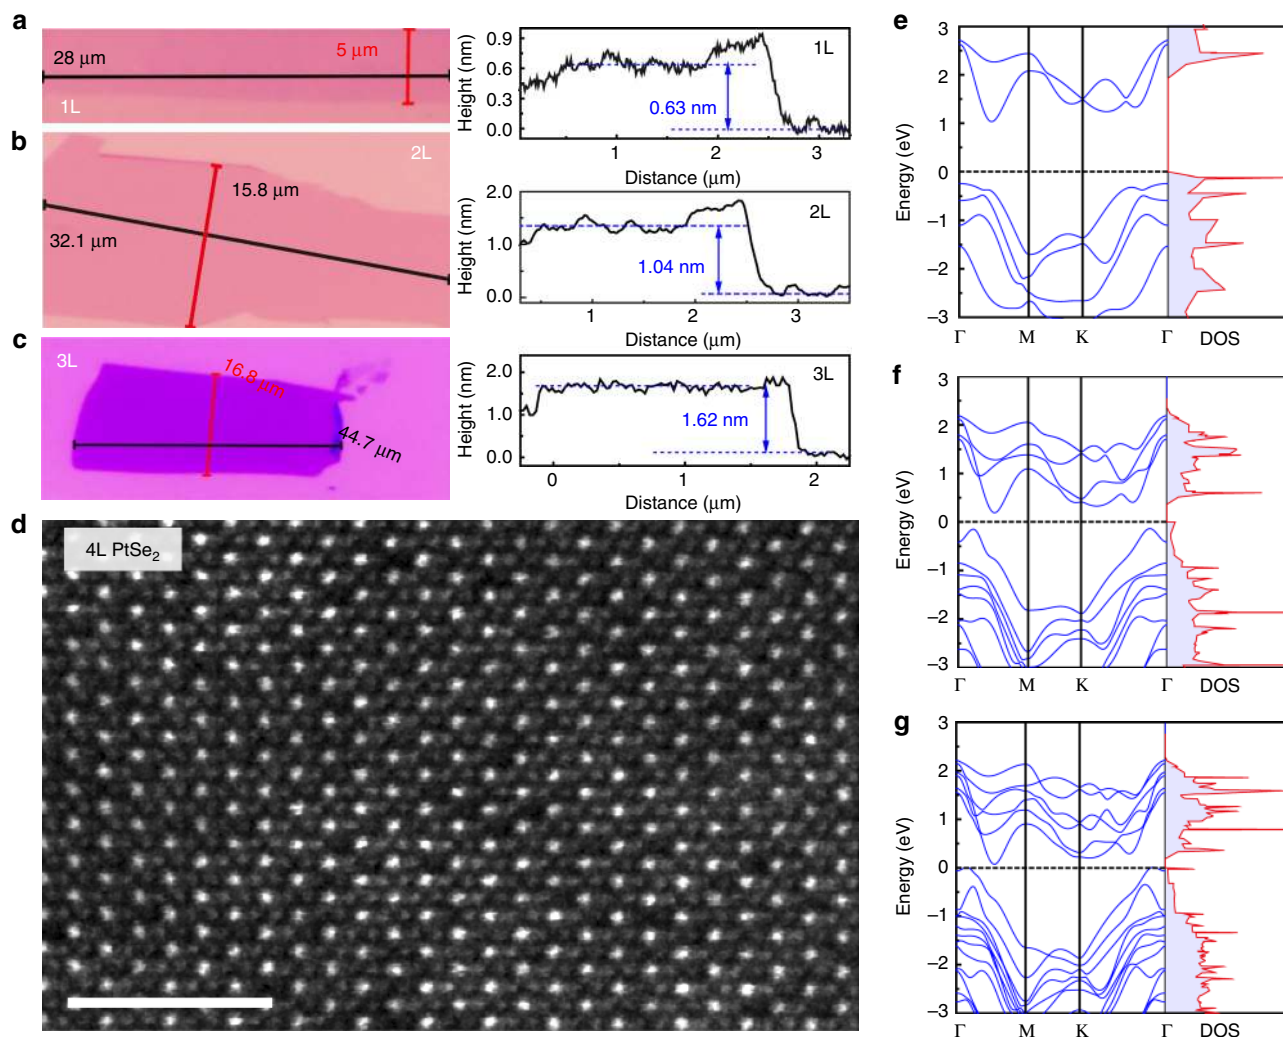 a
28 μm
5 μm
1L
Height (nm)
0.9
0.6
0.3
0.0
1L
0.63 nm
1
2
3
Distance (μm)
b
2L
15.8 μm
32.1 μm
Height (nm)
2.0
1.0
0.0
2L
1.04 nm
1
2
3
Distance (μm)
c
3L
16.8 μm
44.7 μm
Height (nm)
2.0
1.0
0.0
3L
1.62 nm
0
1
2
Distance (μm)
d
4L PtSe₂
e
Energy (eV)
3
2
1
0
–1
–2
–3
Γ
M
K
Γ
DOS
f
Energy (eV)
3
2
1
0
–1
–2
–3
Γ
M
K
Γ
DOS
g
Energy (eV)
3
2
1
0
–1
–2
–3
Γ
M
K
Γ
DOS